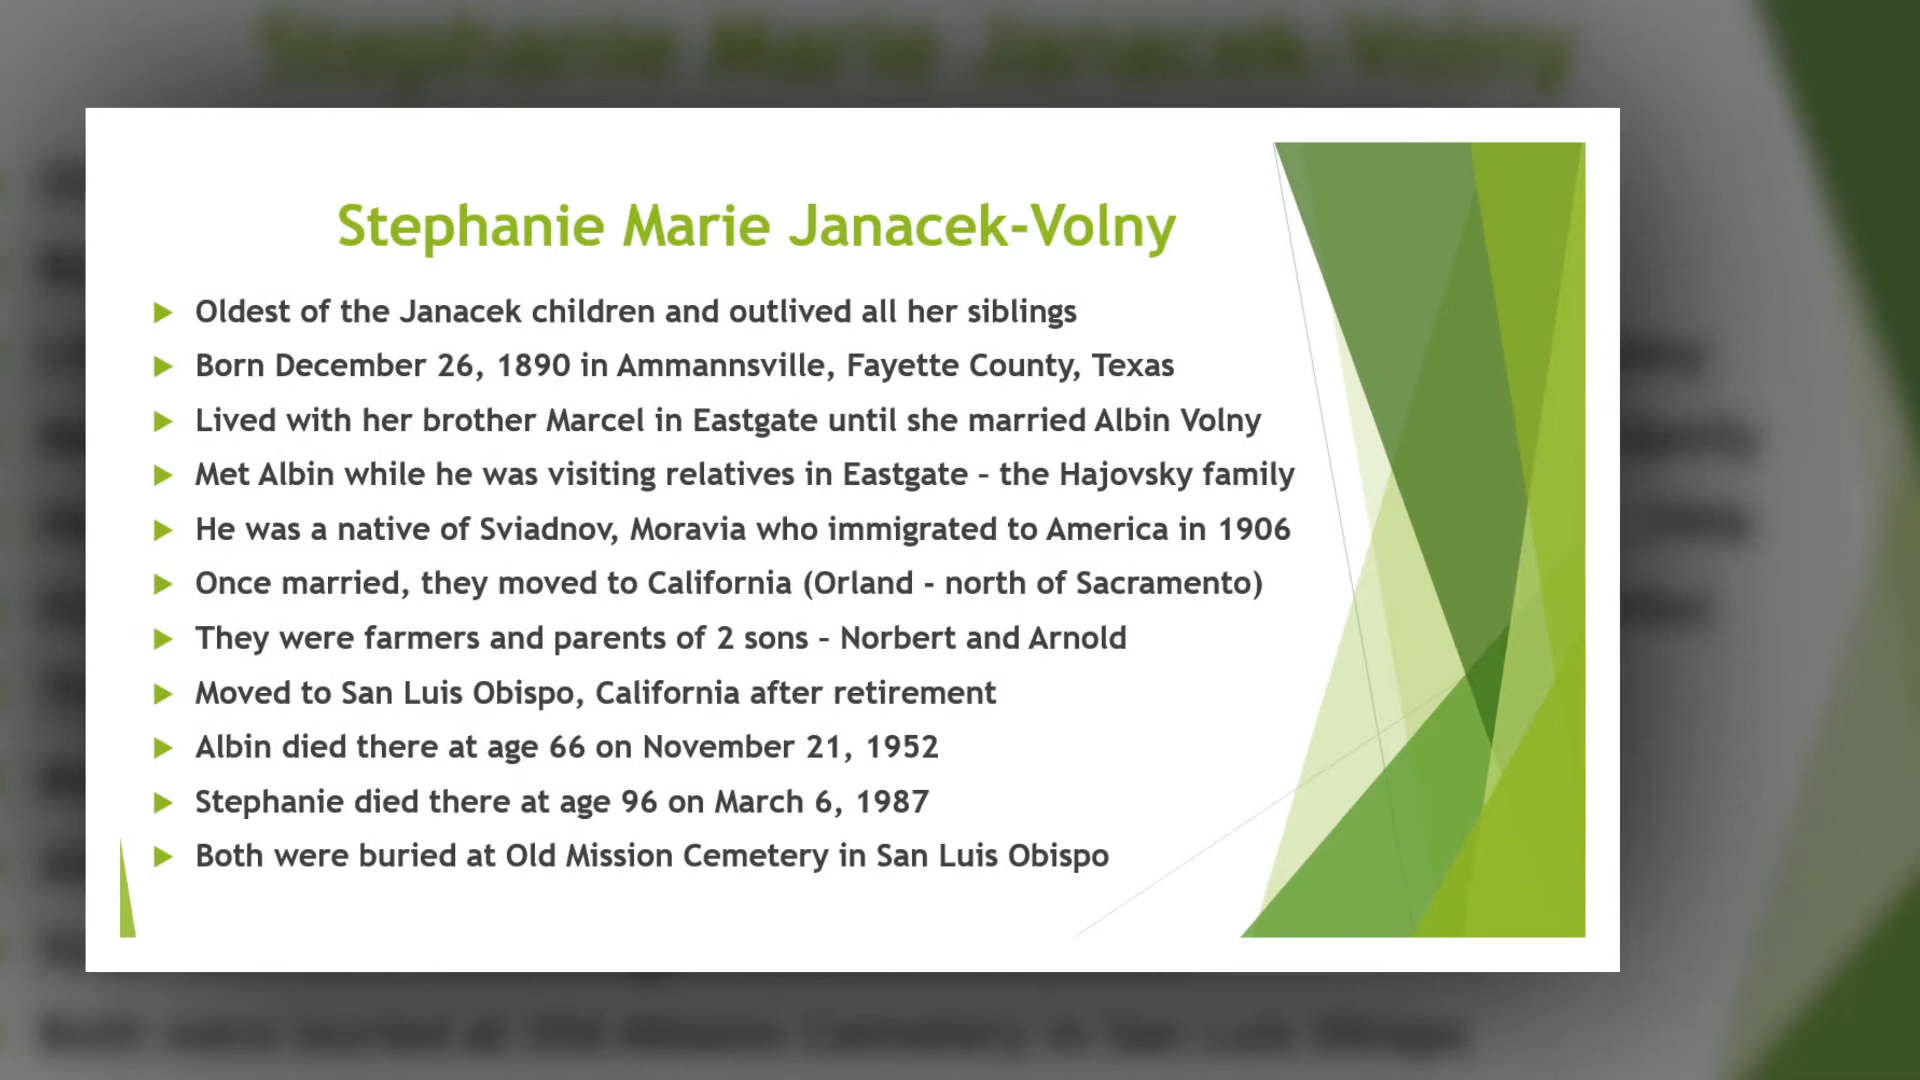 Stephanie Marie Janacek-Volny
Oldest of the Janacek children and outlived all her siblings
Born December 26, 1890 in Ammannsville, Fayette County, Texas
Lived with her brother Marcel in Eastgate until she married Albin Volny
Met Albin while he was visiting relatives in Eastgate – the Hajovsky family
He was a native of Sviadnov, Moravia who immigrated to America in 1906
Once married, they moved to California (Orland - north of Sacramento)
They were farmers and parents of 2 sons – Norbert and Arnold
Moved to San Luis Obispo, California after retirement
Albin died there at age 66 on November 21, 1952
Stephanie died there at age 96 on March 6, 1987
Both were buried at Old Mission Cemetery in San Luis Obispo